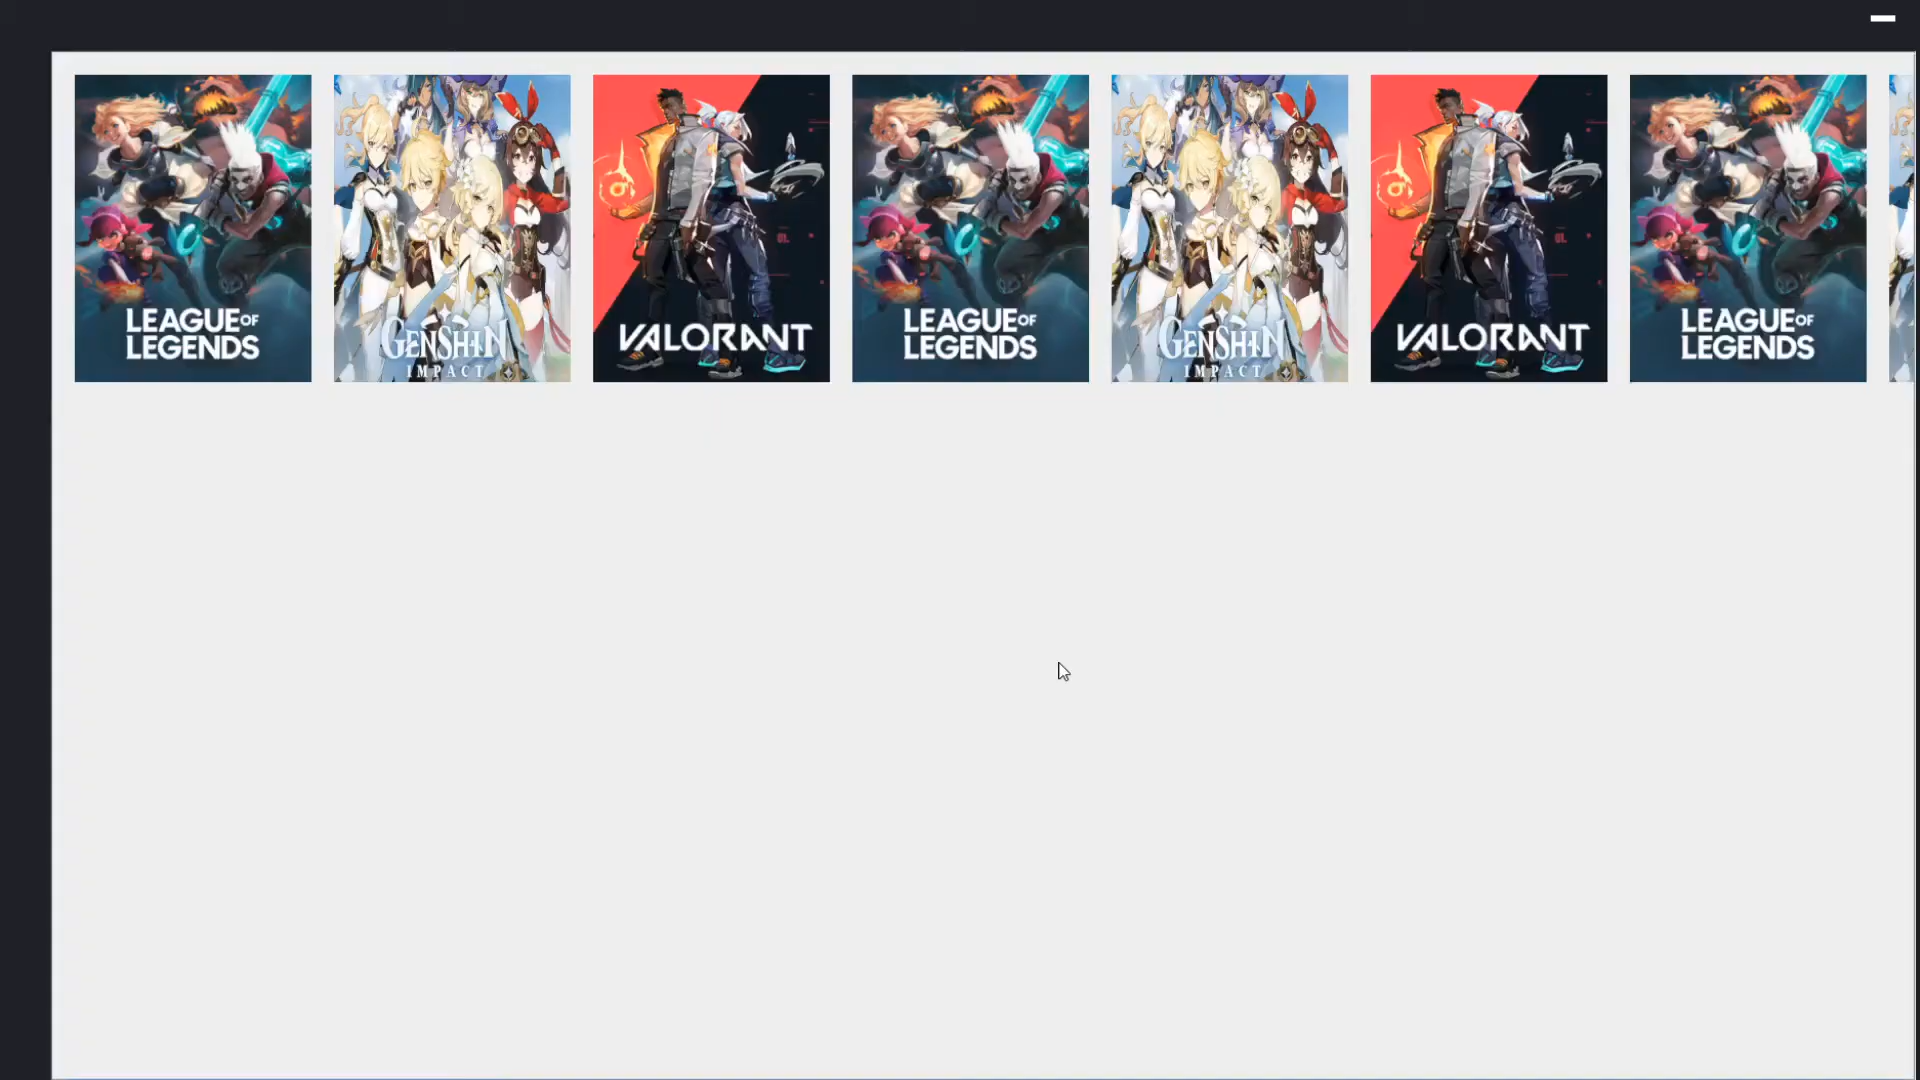 LEAGUE OF
LEGENDS
GENSHIN
IMPACT
VALORANT
LEAGUE OF
LEGENDS
GENSHIN
IMPACT
VALORANT
LEAGUE OF
LEGENDS